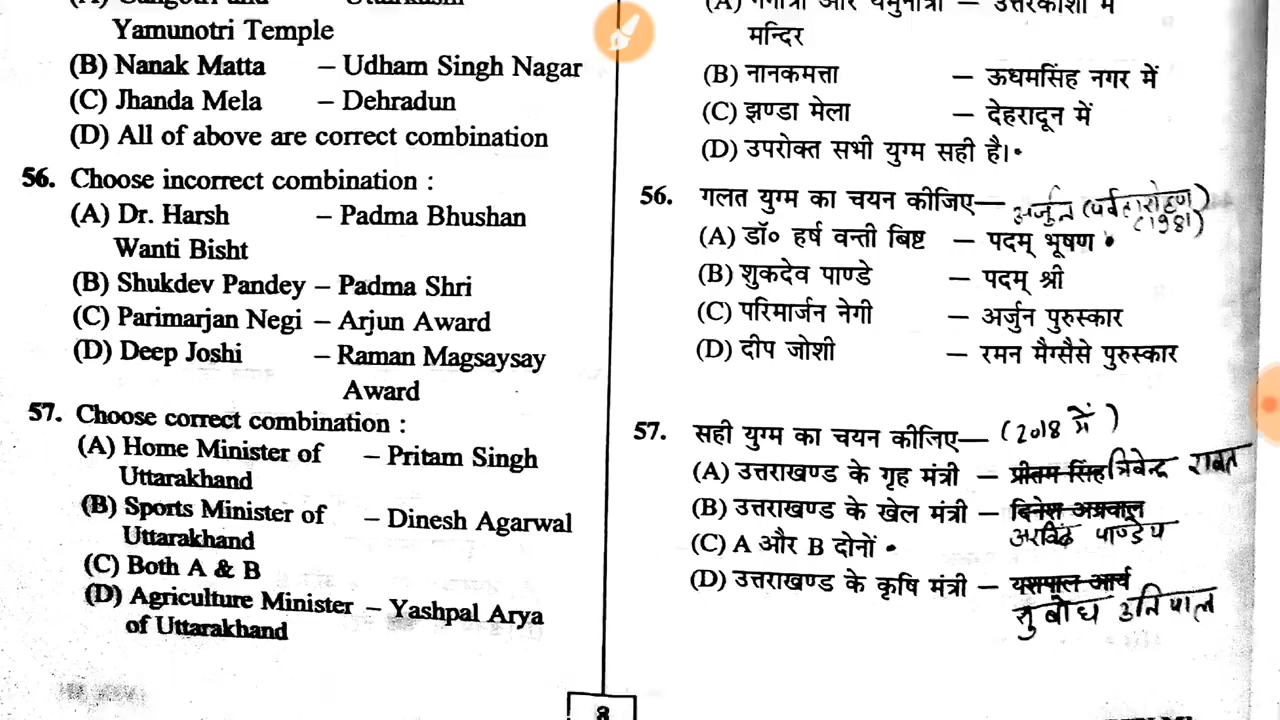 Yamunotri Temple
(B) Nanak Matta – Udham Singh Nagar
(C) Jhanda Mela – Dehradun
(D) All of above are correct combination
56. Choose incorrect combination :
(A) Dr. Harsh – Padma Bhushan
Wanti Bisht
(B) Shukdev Pandey – Padma Shri
(C) Parimarjan Negi – Arjun Award
(D) Deep Joshi – Raman Magsaysay
Award
57. Choose correct combination :
(A) Home Minister of – Pritam Singh
Uttarakhand
(B) Sports Minister of – Dinesh Agarwal
Uttarakhand
(C) Both A & B
(D) Agriculture Minister – Yashpal Arya
of Uttarakhand
मन्दिर
(B) नानकमत्ता – ऊधमसिंह नगर में
(C) झण्डा मेला – देहरादून में
(D) उपरोक्त सभी युग्म सही है।
56. गलत युग्म का चयन कीजिए— अर्जुन (पर्वतारोहण)
(1981)
(A) डॉ० हर्ष वन्ती बिष्ट – पदम् भूषण
(B) शुकदेव पाण्डे – पदम् श्री
(C) परिमार्जन नेगी – अर्जुन पुरुस्कार
(D) दीप जोशी – रमन मैग्सैसे पुरुस्कार
57. सही युग्म का चयन कीजिए— (2018 में)
(A) उत्तराखण्ड के गृह मंत्री – प्रीतम सिंह त्रिवेन्द्र रावत
(B) उत्तराखण्ड के खेल मंत्री – दिनेश अग्रवाल
अरविंद पाण्डेय
(C) A और B दोनों
(D) उत्तराखण्ड के कृषि मंत्री – यशपाल आर्य
सुबोध उनियाल
8